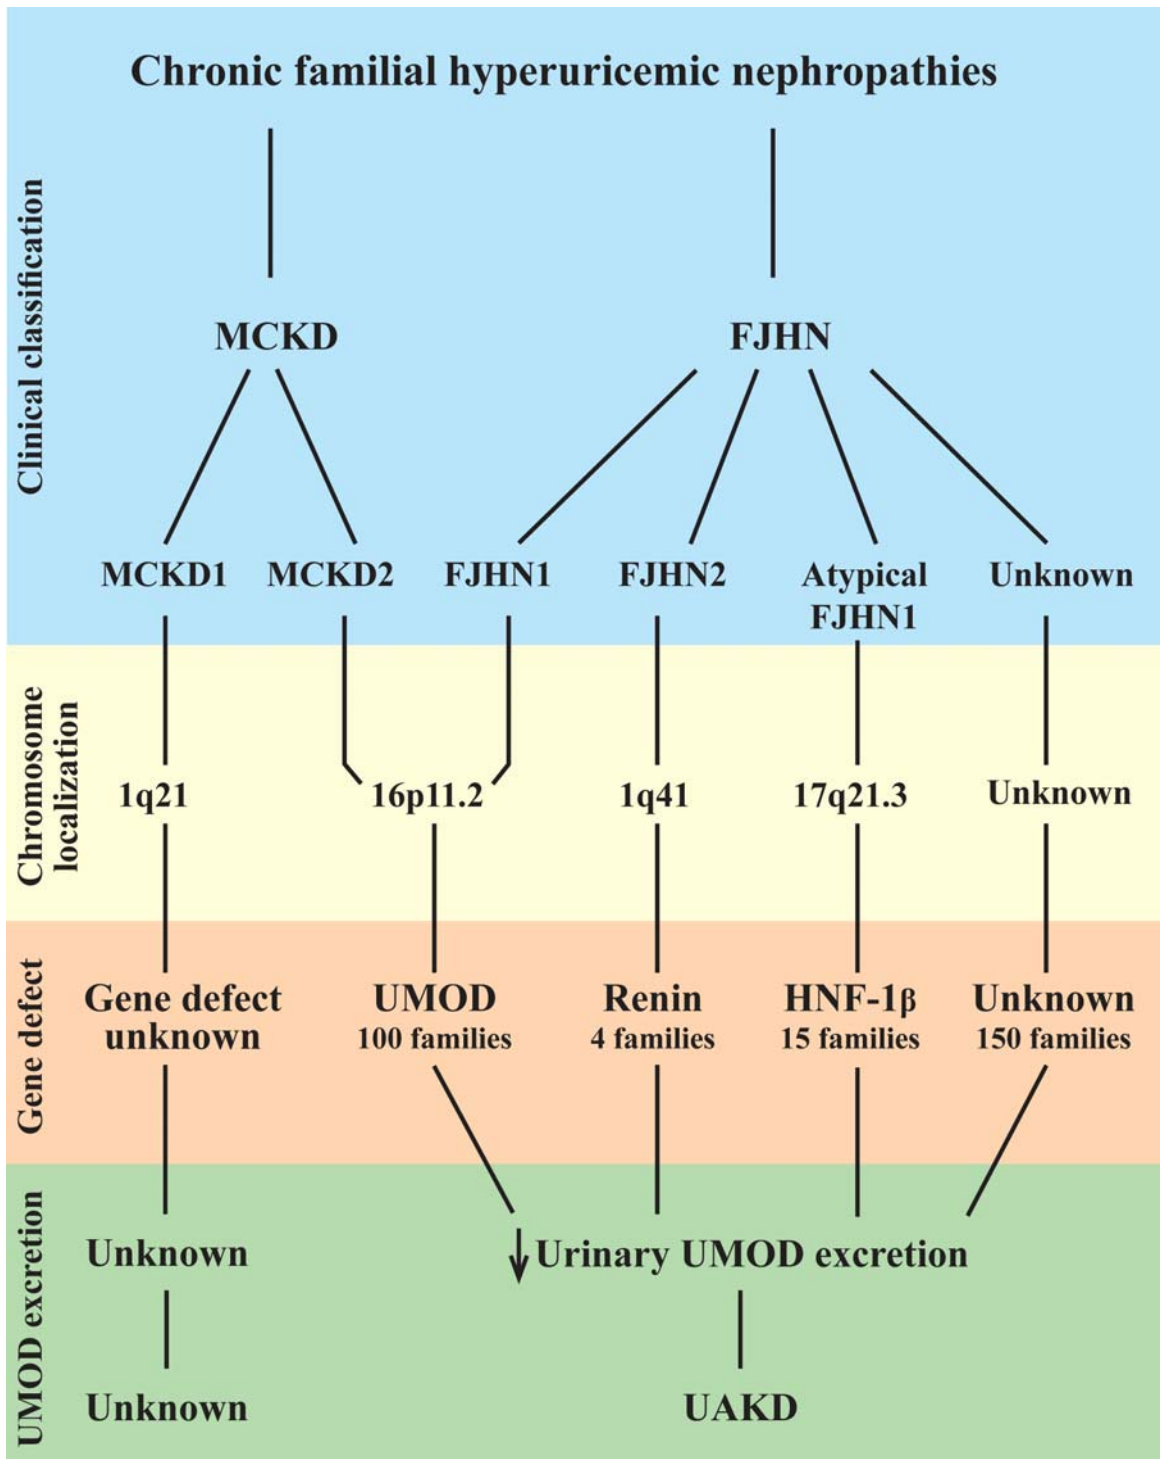 Chronic familial hyperuricemic nephropathies
Clinical classification
MCKD
FJHN
MCKD1
MCKD2
FJHN1
FJHN2
Atypical
FJHN1
Unknown
Chromosome
localization
1q21
16p11.2
1q41
17q21.3
Unknown
Gene defect
Gene defect
unknown
UMOD
100 families
Renin
4 families
HNF-1β
15 families
Unknown
150 families
UMOD excretion
Unknown
↓ Urinary UMOD excretion
Unknown
UAKD